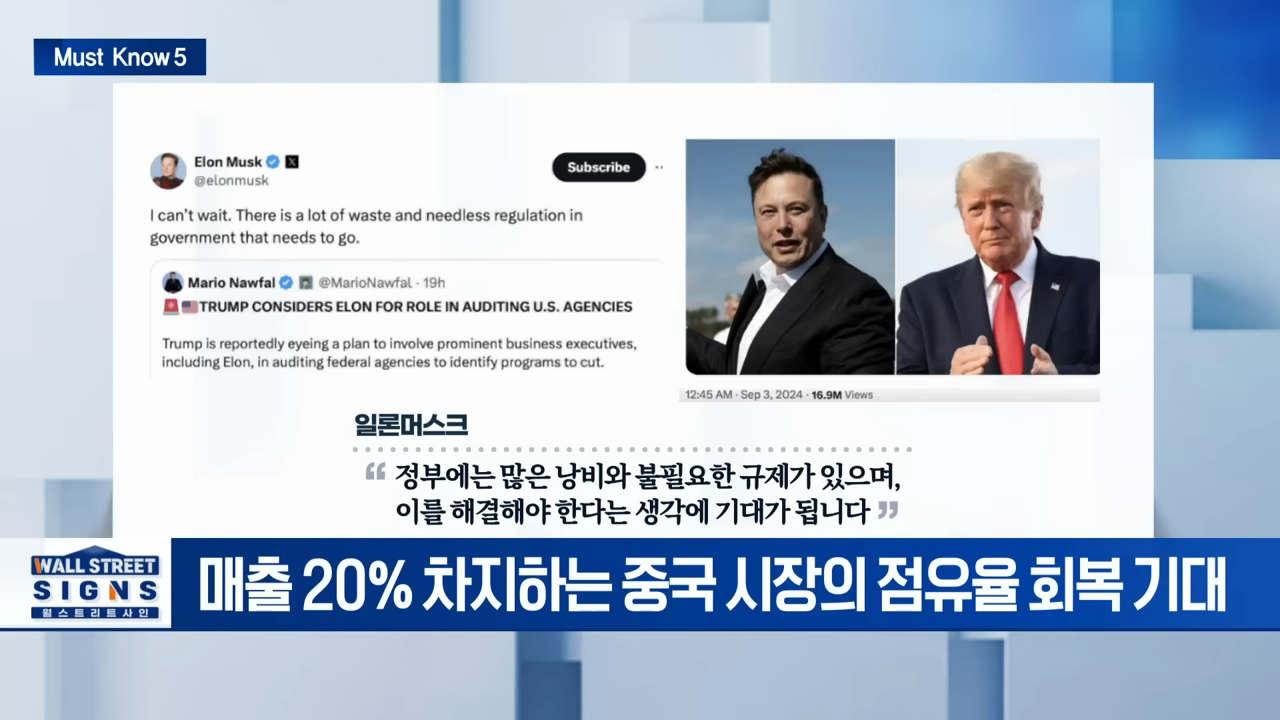 Must Know 5
Elon Musk
@elonmusk
Subscribe
I can't wait. There is a lot of waste and needless regulation in
government that needs to go.
Mario Nawfal @MarioNawfal · 19h
🚨🇺🇸TRUMP CONSIDERS ELON FOR ROLE IN AUDITING U.S. AGENCIES
Trump is reportedly eyeing a plan to involve prominent business executives,
including Elon, in auditing federal agencies to identify programs to cut.
12:45 AM · Sep 3, 2024 · 16.9M Views
일론머스크
“ 정부에는 많은 낭비와 불필요한 규제가 있으며,
이를 해결해야 한다는 생각에 기대가 됩니다 ”
WALL STREET
SIGNS
월스트리트사인
매출 20% 차지하는 중국 시장의 점유율 회복 기대